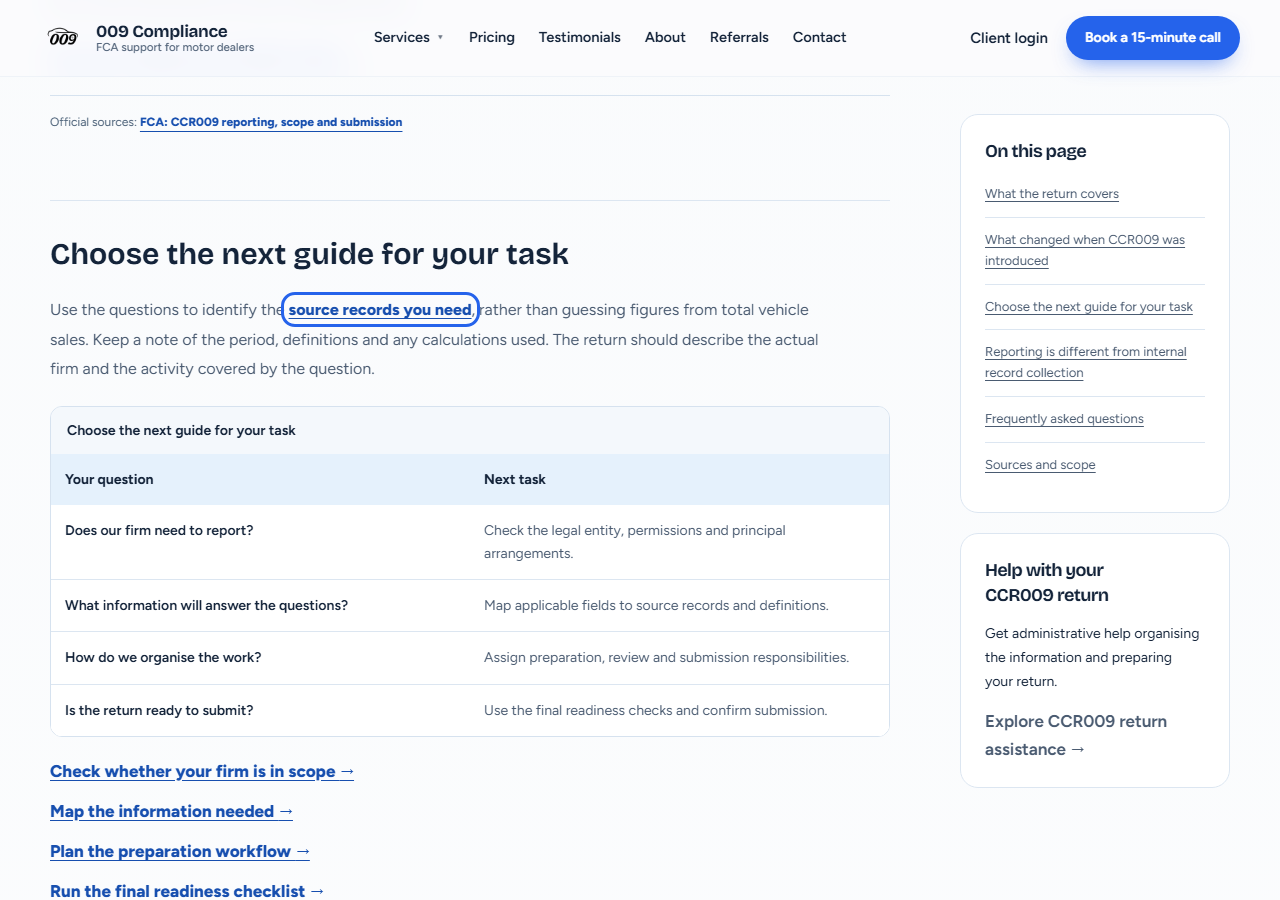 009 009 Compliance
FCA support for motor dealers
Services ▾ Pricing Testimonials About Referrals Contact
Client login Book a 15-minute call
Official sources: FCA: CCR009 reporting, scope and submission
Choose the next guide for your task
Use the questions to identify the source records you need, rather than guessing figures from total vehicle
sales. Keep a note of the period, definitions and any calculations used. The return should describe the actual
firm and the activity covered by the question.
Choose the next guide for your task
Your question Next task
Does our firm need to report? Check the legal entity, permissions and principal
arrangements.
What information will answer the questions? Map applicable fields to source records and definitions.
How do we organise the work? Assign preparation, review and submission responsibilities.
Is the return ready to submit? Use the final readiness checks and confirm submission.
Check whether your firm is in scope →
Map the information needed →
Plan the preparation workflow →
Run the final readiness checklist →
On this page
What the return covers
What changed when CCR009 was
introduced
Choose the next guide for your task
Reporting is different from internal
record collection
Frequently asked questions
Sources and scope
Help with your
CCR009 return
Get administrative help organising
the information and preparing
your return.
Explore CCR009 return
assistance →